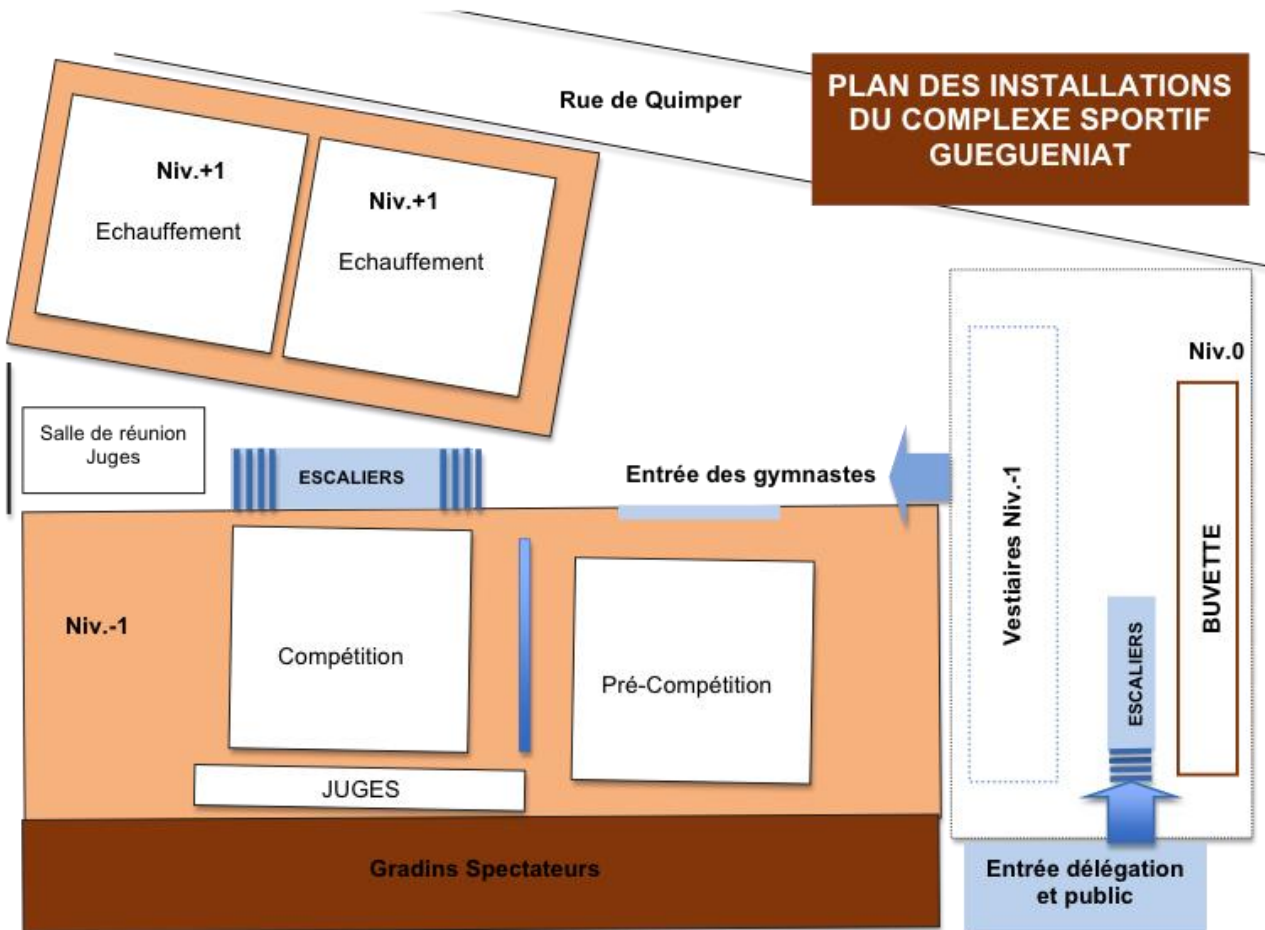 PLAN DES INSTALLATIONS
DU COMPLEXE SPORTIF
GUEGUENIAT
Rue de Quimper
Niv.+1
Echauffement
Niv.+1
Echauffement
Niv.0
Salle de réunion
Juges
ESCALIERS
Entrée des gymnastes
Vestiaires Niv.-1
BUVETTE
ESCALIERS
Niv.-1
Compétition
Pré-Compétition
JUGES
Gradins Spectateurs
Entrée délégation
et public